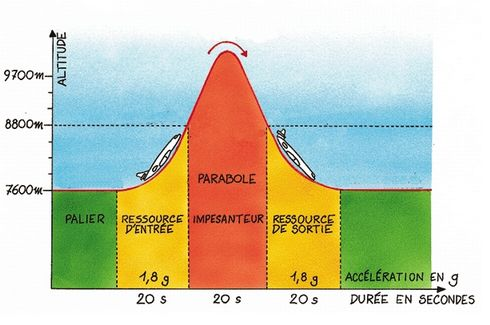 ALTITUDE
9700m
8800m
7600m
PARABOLE
PALIER
RESSOURCE
D'ENTRÉE
IMPESANTEUR
RESSOURCE
DE SORTIE
1,8 g
1,8 g
ACCÉLÉRATION EN g
20 s
20 s
20 s
DURÉE EN SECONDES